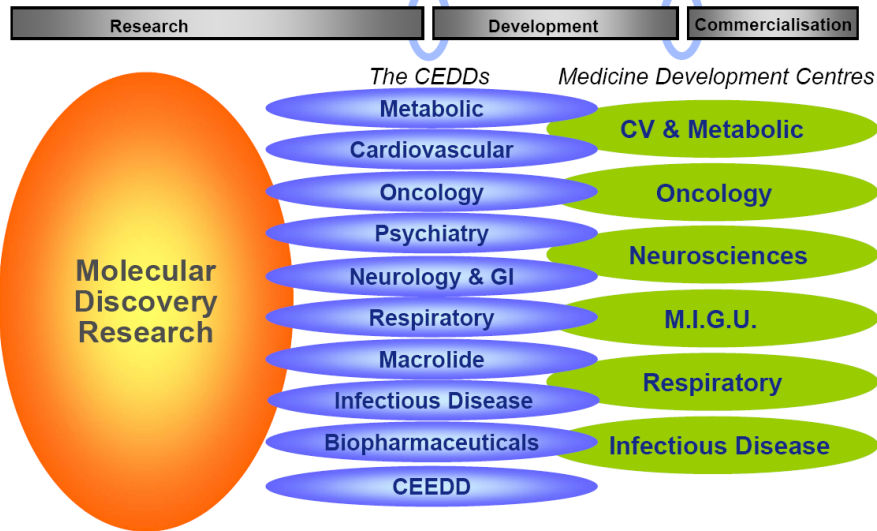 Research
Development
Commercialisation
The CEDDs
Medicine Development Centres
Molecular
Discovery
Research
Metabolic
Cardiovascular
Oncology
Psychiatry
Neurology & GI
Respiratory
Macrolide
Infectious Disease
Biopharmaceuticals
CEEDD
CV & Metabolic
Oncology
Neurosciences
M.I.G.U.
Respiratory
Infectious Disease